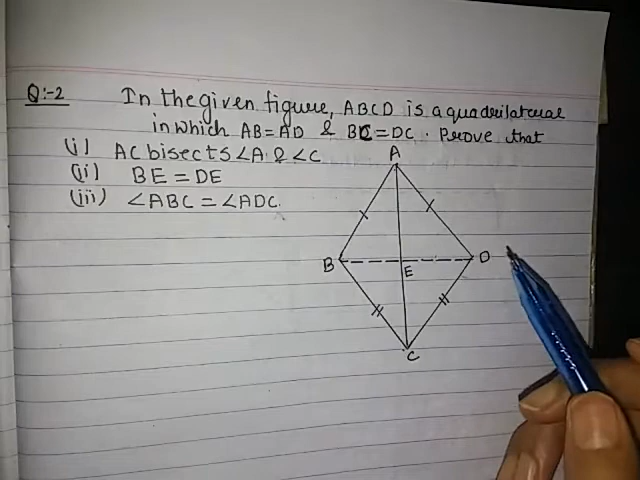 Q:-2 In the given figure, ABCD is a quadrilateral
in which AB=AD & BC=DC. Prove that
(i) AC bisects ∠A & ∠C
(ii) BE = DE
(iii) ∠ABC = ∠ADC.
A
B
E
D
C